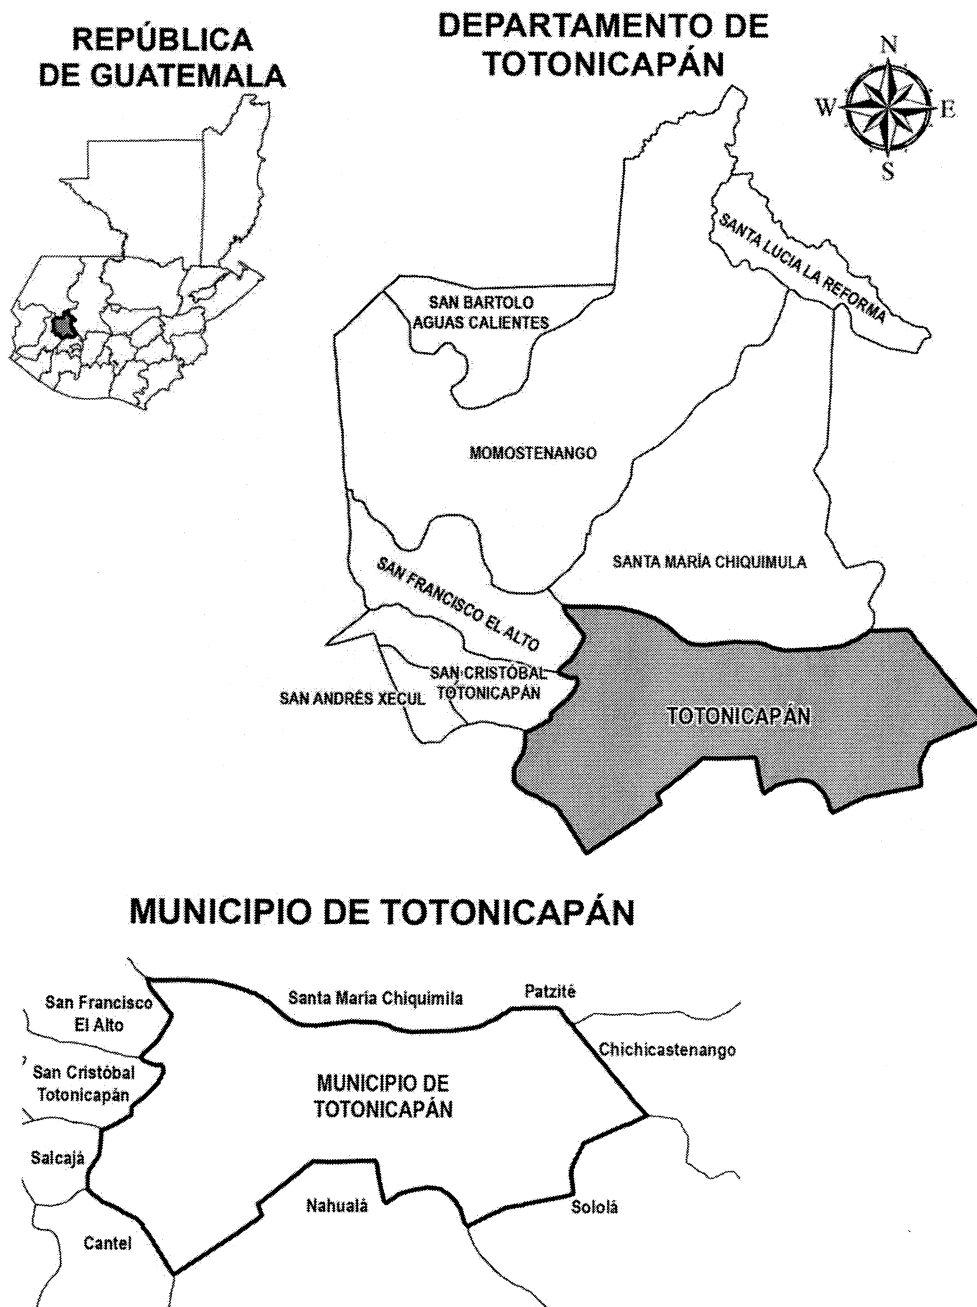 REPÚBLICA
DE GUATEMALA
DEPARTAMENTO DE
TOTONICAPÁN
N
W
E
S
SANTA LUCIA LA REFORMA
SAN BARTOLO
AGUAS CALIENTES
MOMOSTENANGO
SANTA MARÍA CHIQUIMULA
SAN FRANCISCO EL ALTO
SAN CRISTÓBAL
TOTONICAPÁN
SAN ANDRÉS XECUL
TOTONICAPÁN
MUNICIPIO DE TOTONICAPÁN
San Francisco
El Alto
Santa María Chiquimila
Patzité
Chichicastenango
San Cristóbal
Totonicapán
MUNICIPIO DE
TOTONICAPÁN
Salcajá
Nahualá
Sololá
Cantel